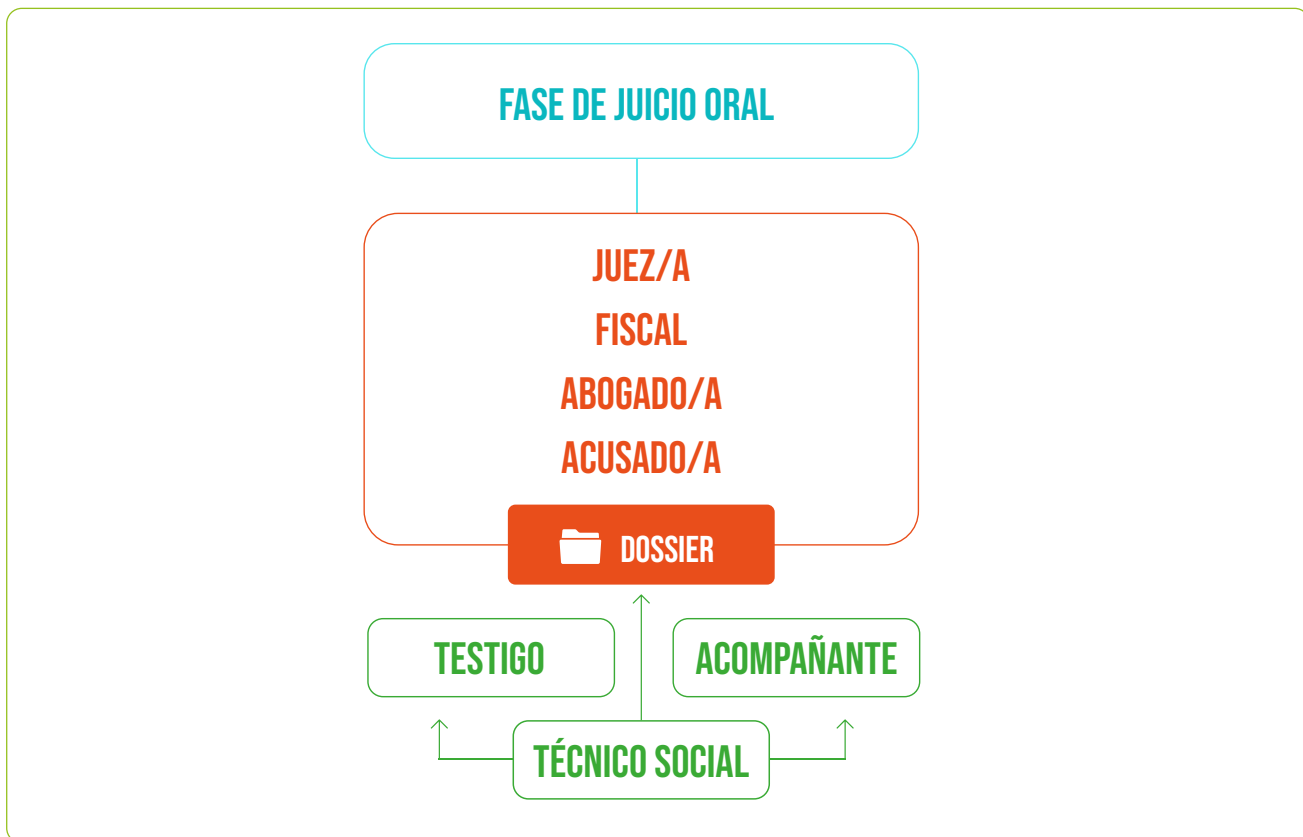 FASE DE JUICIO ORAL
JUEZ/A
FISCAL
ABOGADO/A
ACUSADO/A
DOSSIER
TESTIGO
ACOMPAÑANTE
TÉCNICO SOCIAL